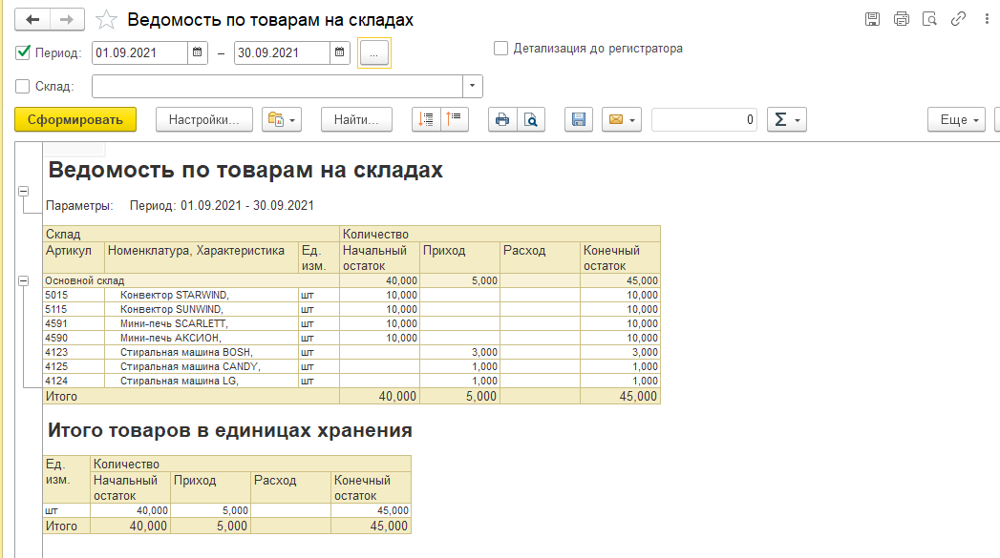 Ведомость по товарам на складах
Период: 01.09.2021 – 30.09.2021 ... Детализация до регистратора
Склад:
Сформировать Настройки... Найти... 0 Σ Еще
Ведомость по товарам на складах
Параметры: Период: 01.09.2021 - 30.09.2021
Склад Количество
Артикул Номенклатура, Характеристика Ед. изм. Начальный остаток Приход Расход Конечный остаток
Основной склад 40,000 5,000 45,000
5015 Конвектор STARWIND, шт 10,000 10,000
5115 Конвектор SUNWIND, шт 10,000 10,000
4591 Мини-печь SCARLETT, шт 10,000 10,000
4590 Мини-печь АКСИОН, шт 10,000 10,000
4123 Стиральная машина BOSH, шт 3,000 3,000
4125 Стиральная машина CANDY, шт 1,000 1,000
4124 Стиральная машина LG, шт 1,000 1,000
Итого 40,000 5,000 45,000
Итого товаров в единицах хранения
Ед. изм. Количество
Начальный остаток Приход Расход Конечный остаток
шт 40,000 5,000 45,000
Итого 40,000 5,000 45,000